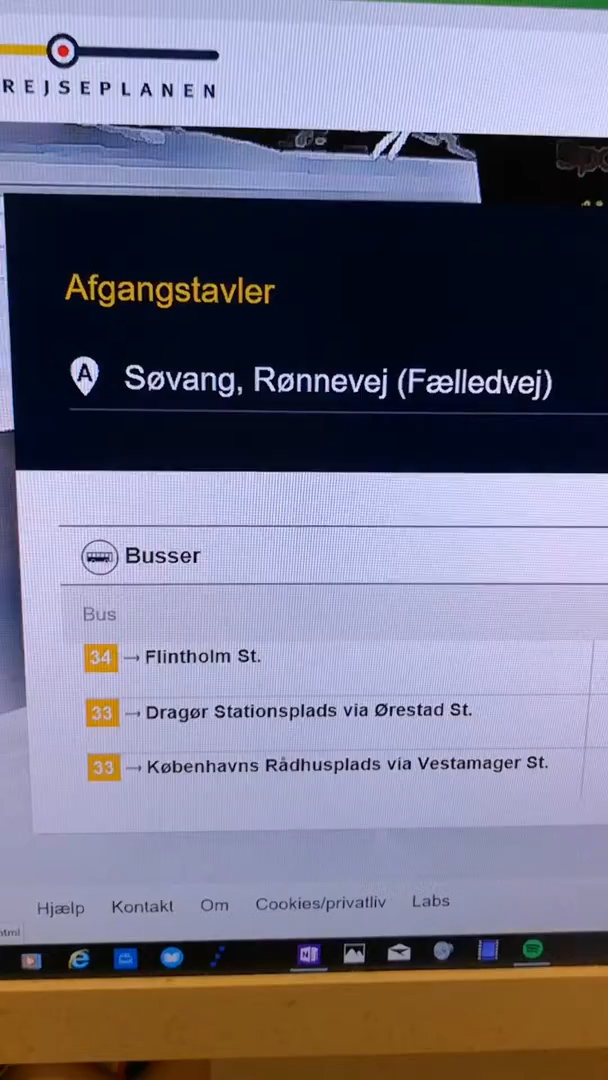 REJSEPLANEN
Afgangstavler
A Søvang, Rønnevej (Fælledvej)
Busser
Bus
34 → Flintholm St.
33 → Dragør Stationsplads via Ørestad St.
33 → Københavns Rådhusplads via Vestamager St.
Hjælp Kontakt Om Cookies/privatliv Labs
html